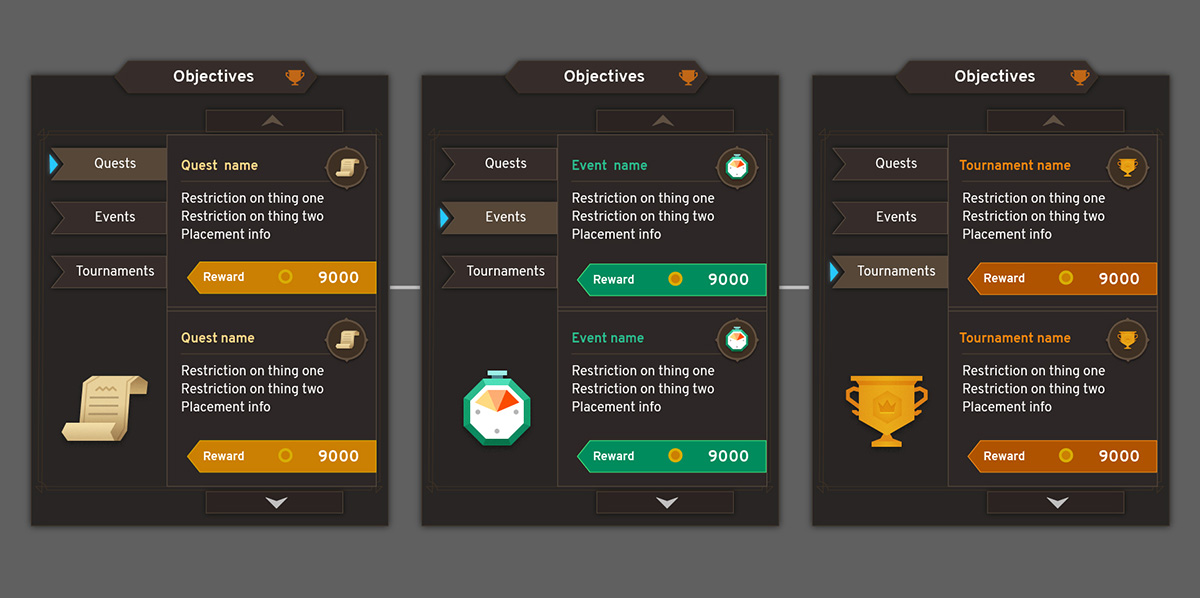 Objectives
Quests
Events
Tournaments
Quest name
Restriction on thing one
Restriction on thing two
Placement info
Reward 9000
Quest name
Restriction on thing one
Restriction on thing two
Placement info
Reward 9000
Objectives
Quests
Events
Tournaments
Event name
Restriction on thing one
Restriction on thing two
Placement info
Reward 9000
Event name
Restriction on thing one
Restriction on thing two
Placement info
Reward 9000
Objectives
Quests
Events
Tournaments
Tournament name
Restriction on thing one
Restriction on thing two
Placement info
Reward 9000
Tournament name
Restriction on thing one
Restriction on thing two
Placement info
Reward 9000